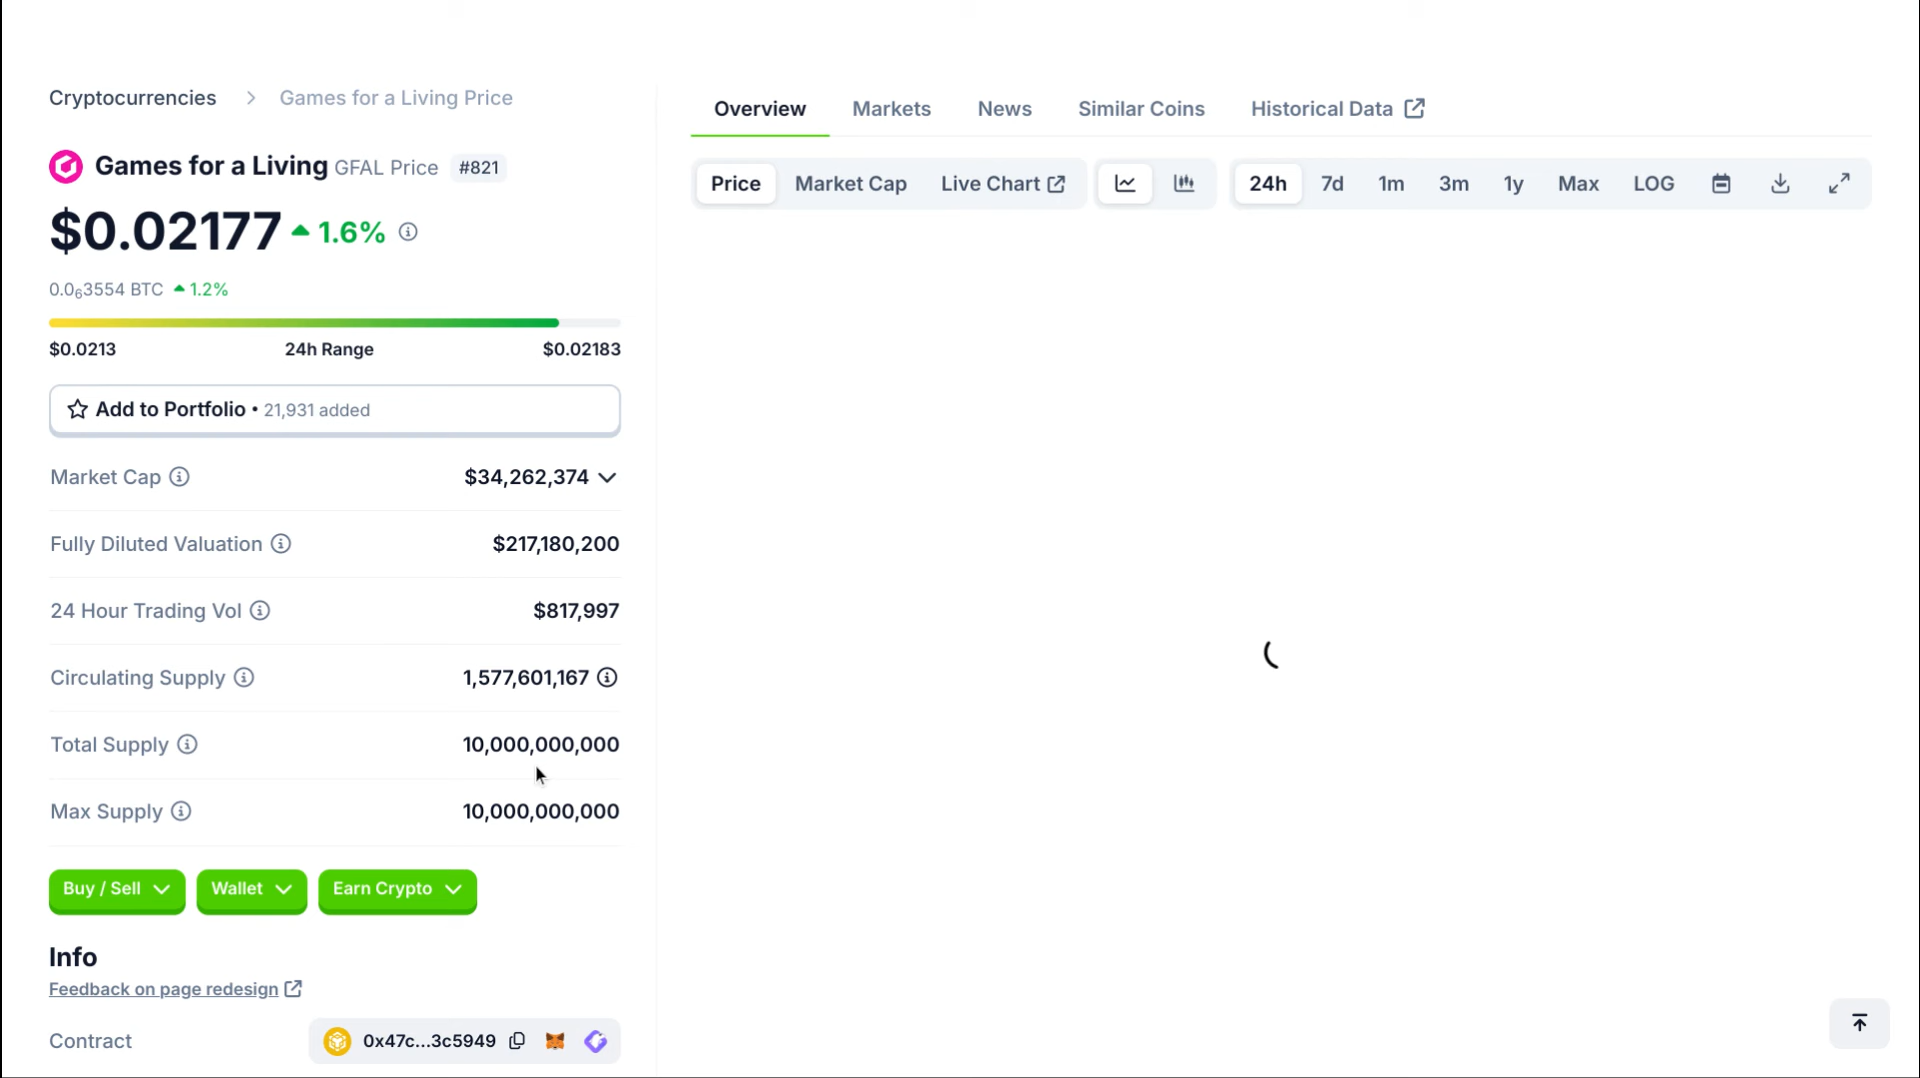 Cryptocurrencies > Games for a Living Price
Games for a Living GFAL Price #821
$0.02177 1.6%
0.0₆3554 BTC 1.2%
$0.0213 24h Range $0.02183
Add to Portfolio • 21,931 added
Market Cap $34,262,374
Fully Diluted Valuation $217,180,200
24 Hour Trading Vol $817,997
Circulating Supply 1,577,601,167
Total Supply 10,000,000,000
Max Supply 10,000,000,000
Buy / Sell Wallet Earn Crypto
Info
Feedback on page redesign
Contract 0x47c...3c5949
Overview Markets News Similar Coins Historical Data
Price Market Cap Live Chart 24h 7d 1m 3m 1y Max LOG